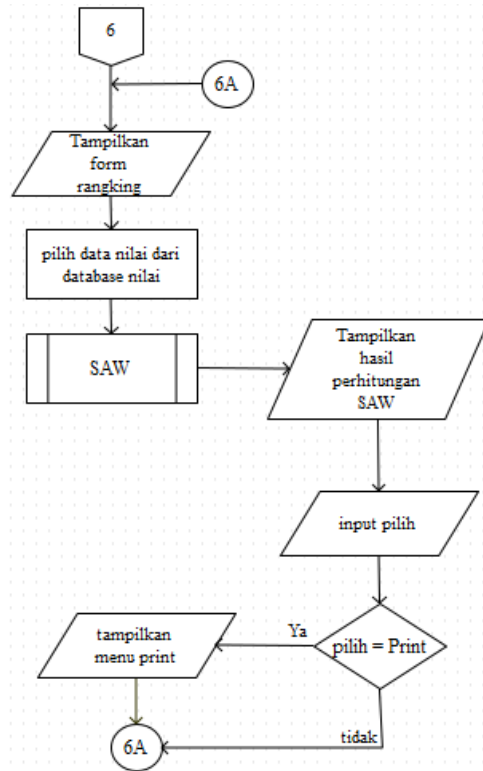 6
6A
Tampilkan
form
rangking
pilih data nilai dari
database nilai
SAW
Tampilkan
hasil
perhitungan
SAW
input pilih
pilih = Print
Ya
tampilkan
menu print
tidak
6A